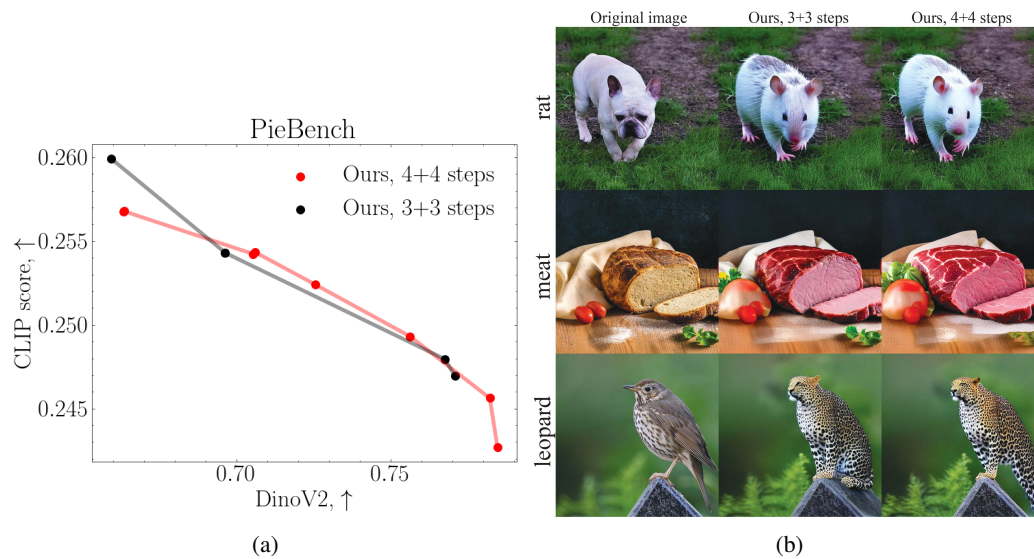 PieBench
0.260
0.255
0.250
0.245
CLIP score, ↑
Ours, 4+4 steps
Ours, 3+3 steps
0.70
0.75
DinoV2, ↑
(a)
Original image
Ours, 3+3 steps
Ours, 4+4 steps
rat
meat
leopard
(b)